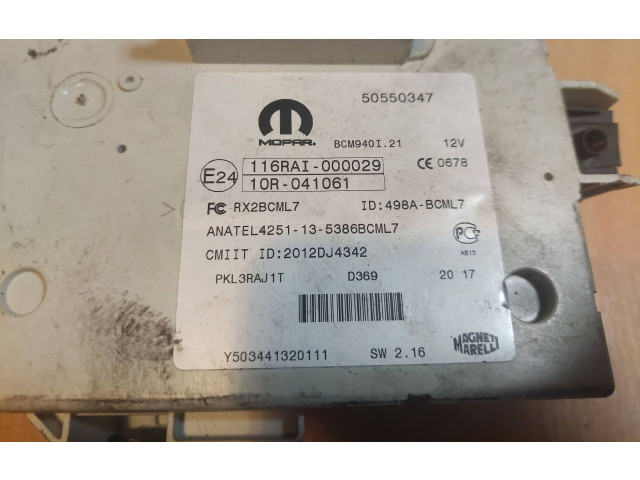 50550347
MOPAR®
BCM940I.21 12V
E24 116RAI-000029
10R-041061
CE 0678
FC RX2BCML7 ID:498A-BCML7
ANATEL4251-13-5386BCML7
CMIIT ID:2012DJ4342
АВ15
PKL3RAJ1T D369 20 17
Y503441320111 SW 2.16
MAGNETI MARELLI